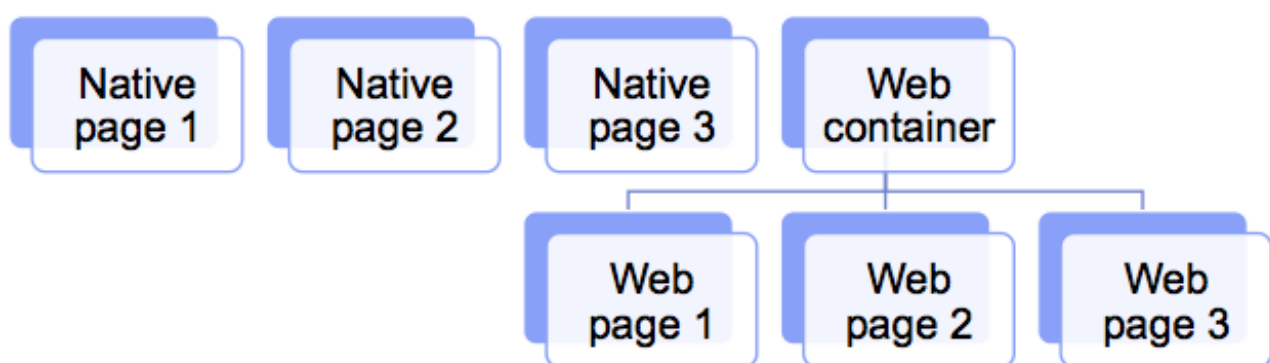 Native
page 1
Native
page 2
Native
page 3
Web
container
Web
page 1
Web
page 2
Web
page 3